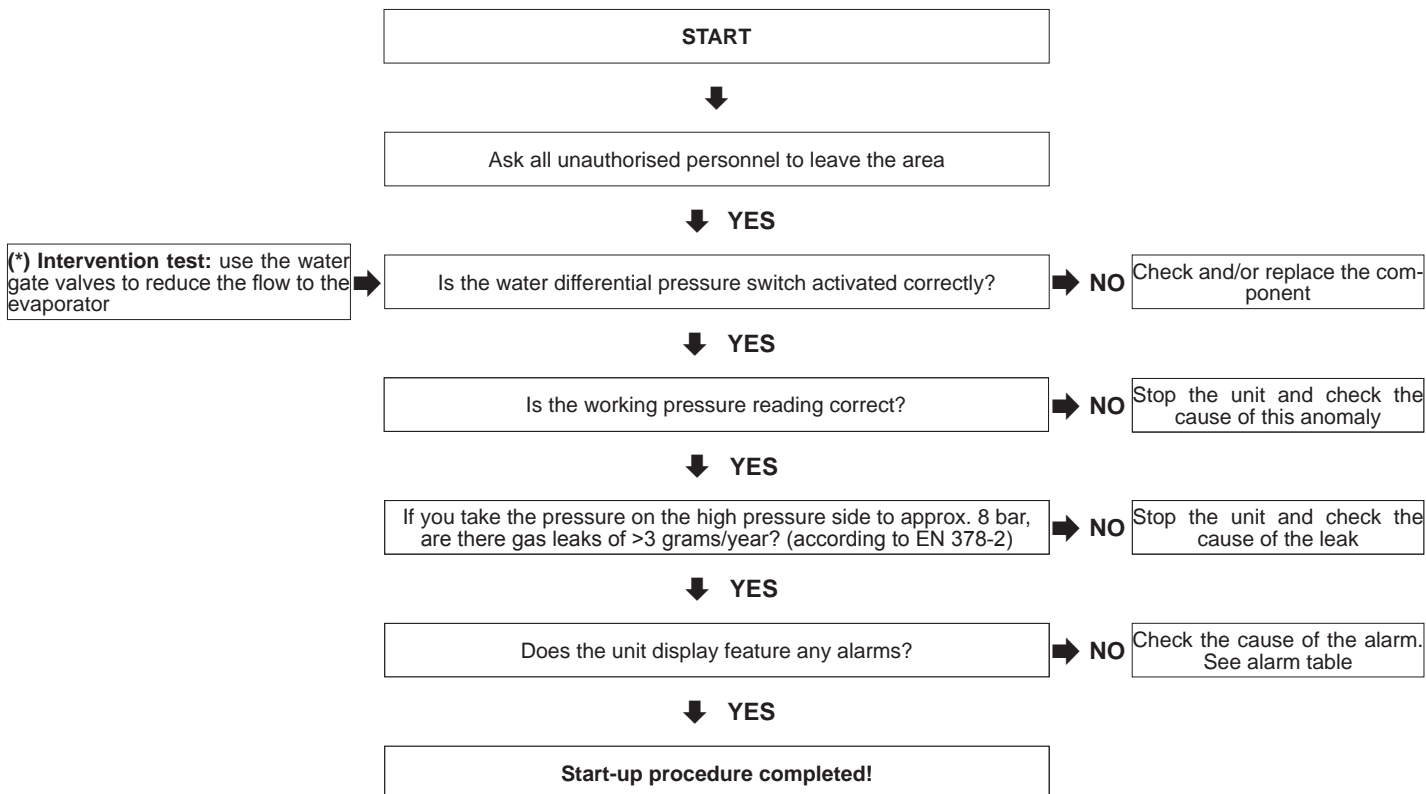 START
Ask all unauthorised personnel to leave the area
YES
(*) Intervention test: use the water
gate valves to reduce the flow to the
evaporator
Is the water differential pressure switch activated correctly?
NO
Check and/or replace the com-
ponent
YES
Is the working pressure reading correct?
NO
Stop the unit and check the
cause of this anomaly
YES
If you take the pressure on the high pressure side to approx. 8 bar,
are there gas leaks of >3 grams/year? (according to EN 378-2)
NO
Stop the unit and check the
cause of the leak
YES
Does the unit display feature any alarms?
NO
Check the cause of the alarm.
See alarm table
YES
Start-up procedure completed!